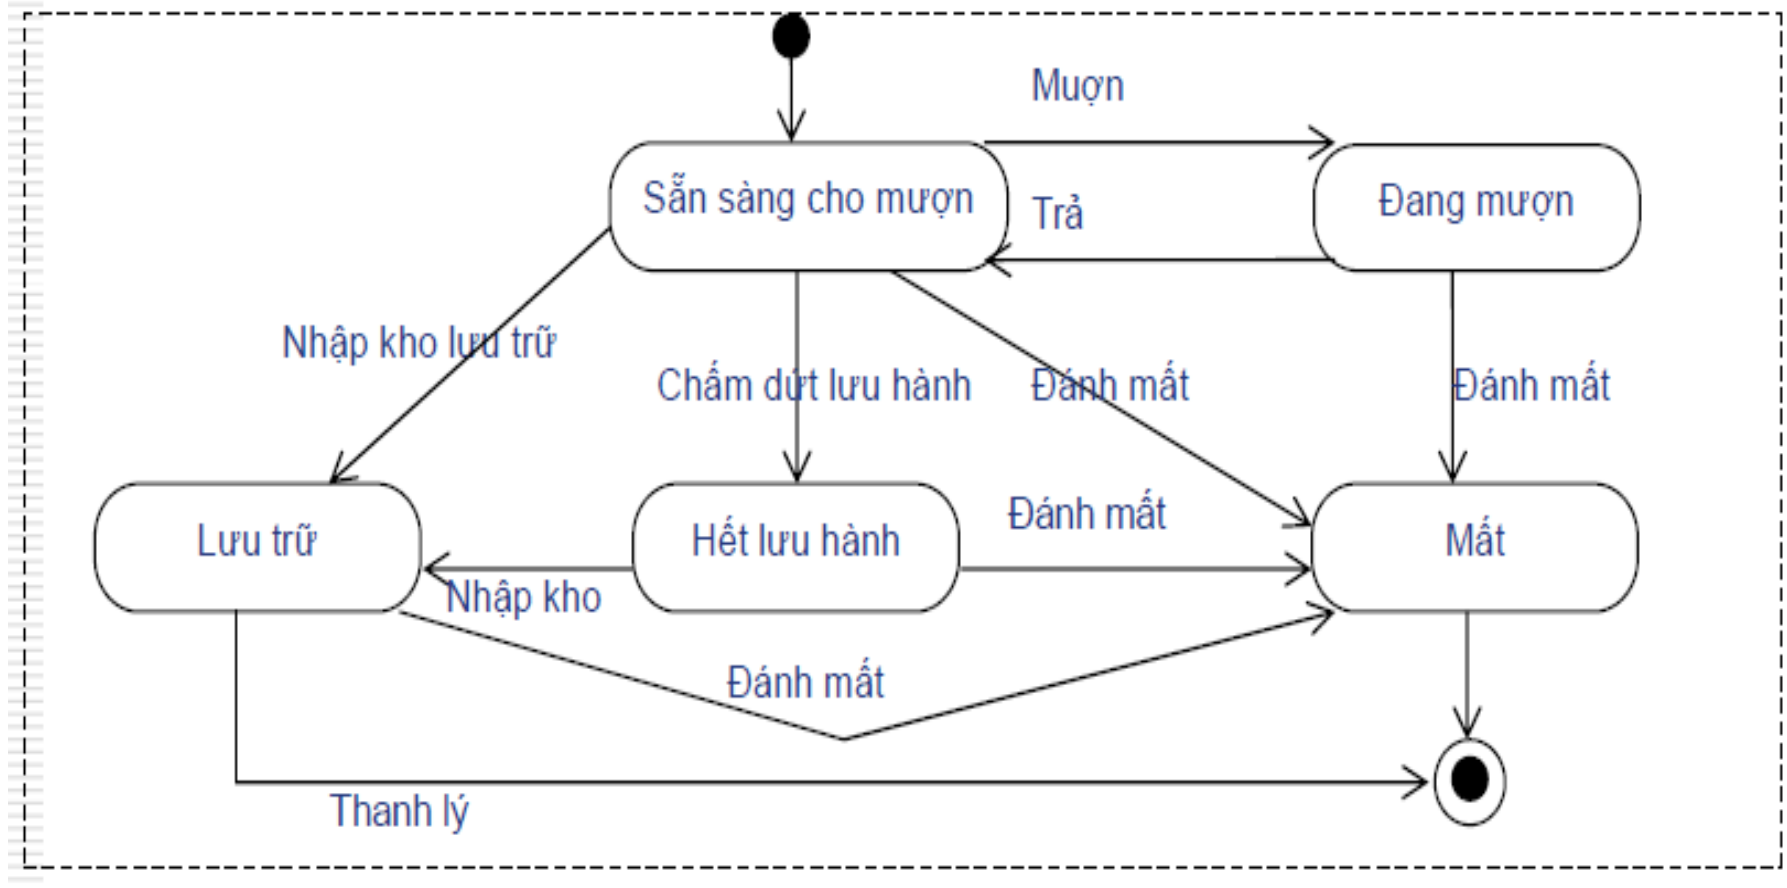 Muợn
Sẵn sàng cho mượn
Trả
Đang mượn
Nhập kho lưu trữ
Chấm dứt lưu hành
Đánh mất
Đánh mất
Lưu trữ
Hết lưu hành
Đánh mất
Mất
Nhập kho
Đánh mất
Thanh lý